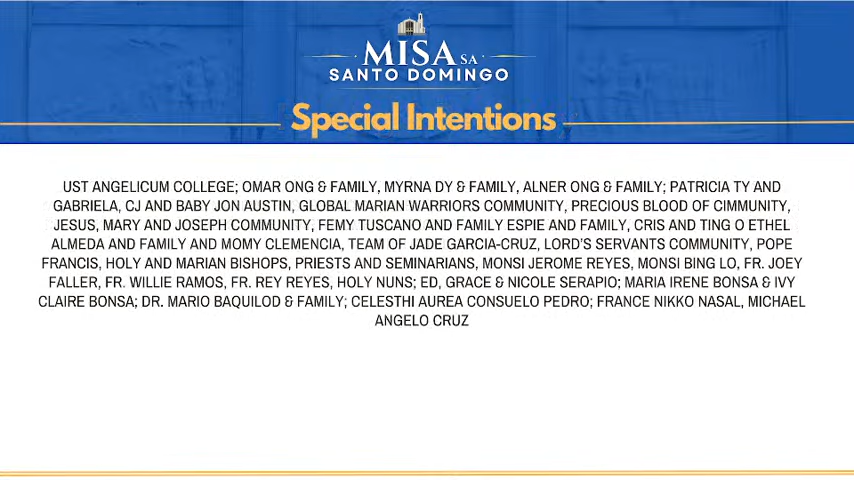 MISA SA
SANTO DOMINGO
Special Intentions
UST ANGELICUM COLLEGE; OMAR ONG & FAMILY, MYRNA DY & FAMILY, ALNER ONG & FAMILY; PATRICIA TY AND
GABRIELA, CJ AND BABY JON AUSTIN, GLOBAL MARIAN WARRIORS COMMUNITY, PRECIOUS BLOOD OF CIMMUNITY,
JESUS, MARY AND JOSEPH COMMUNITY, FEMY TUSCANO AND FAMILY ESPIE AND FAMILY, CRIS AND TING O ETHEL
ALMEDA AND FAMILY AND MOMY CLEMENCIA, TEAM OF JADE GARCIA-CRUZ, LORD'S SERVANTS COMMUNITY, POPE
FRANCIS, HOLY AND MARIAN BISHOPS, PRIESTS AND SEMINARIANS, MONSI JEROME REYES, MONSI BING LO, FR. JOEY
FALLER, FR. WILLIE RAMOS, FR. REY REYES, HOLY NUNS; ED, GRACE & NICOLE SERAPIO; MARIA IRENE BONSA & IVY
CLAIRE BONSA; DR. MARIO BAQUILOD & FAMILY; CELESTHI AUREA CONSUELO PEDRO; FRANCE NIKKO NASAL, MICHAEL
ANGELO CRUZ